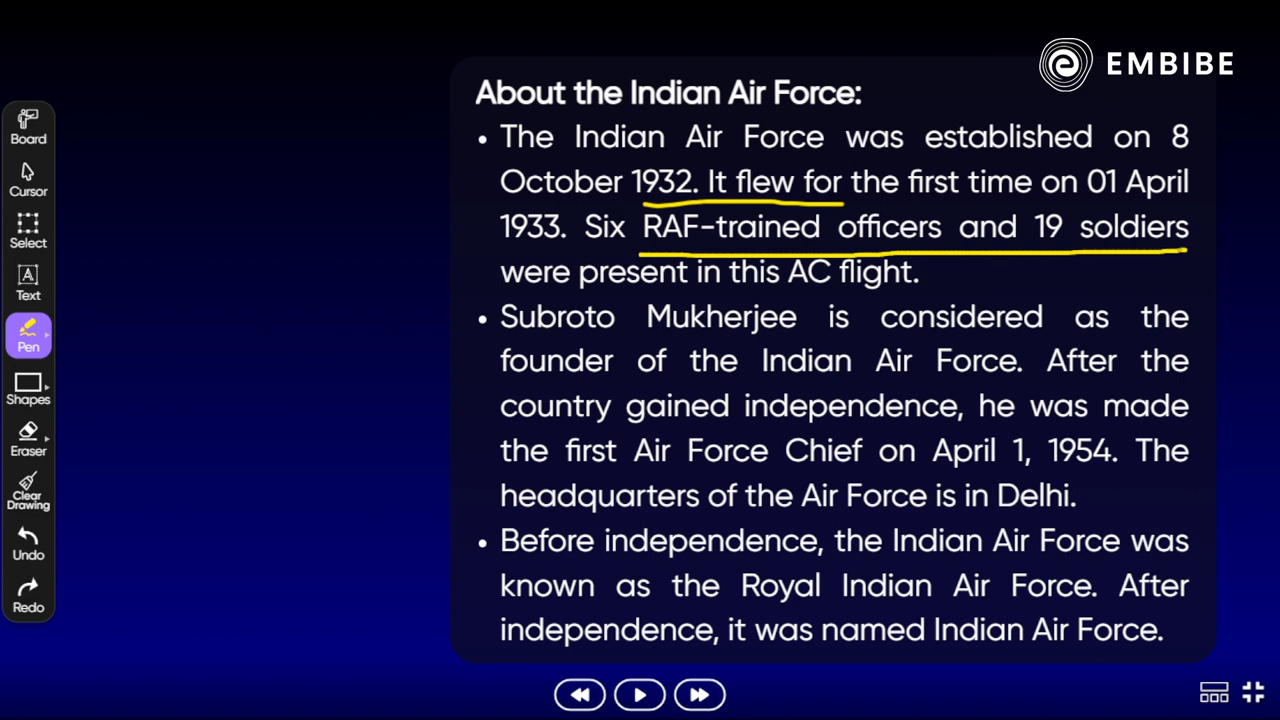 EMBIBE
About the Indian Air Force:
• The Indian Air Force was established on 8
October 1932. It flew for the first time on 01 April
1933. Six RAF-trained officers and 19 soldiers
were present in this AC flight.
• Subroto Mukherjee is considered as the
founder of the Indian Air Force. After the
country gained independence, he was made
the first Air Force Chief on April 1, 1954. The
headquarters of the Air Force is in Delhi.
• Before independence, the Indian Air Force was
known as the Royal Indian Air Force. After
independence, it was named Indian Air Force.
Board
Cursor
Select
A
Text
Pen
Shapes
Eraser
Clear
Drawing
Undo
Redo